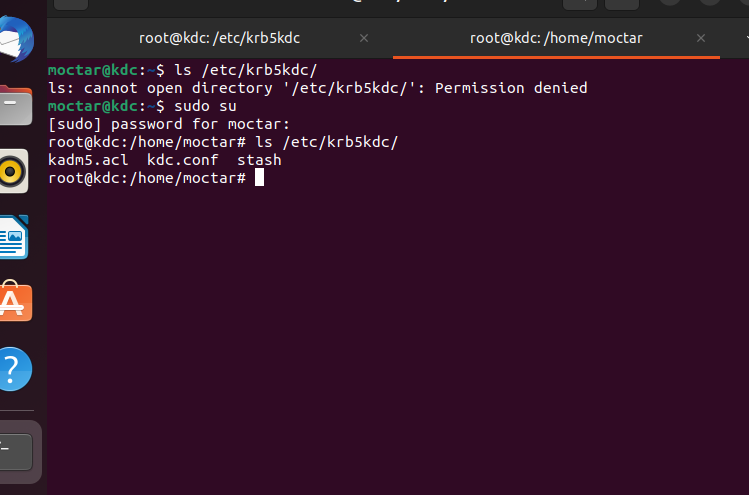 root@kdc: /etc/krb5kdc
root@kdc: /home/moctar
moctar@kdc:~$ ls /etc/krb5kdc/
ls: cannot open directory '/etc/krb5kdc/': Permission denied
moctar@kdc:~$ sudo su
[sudo] password for moctar:
root@kdc:/home/moctar# ls /etc/krb5kdc/
kadm5.acl  kdc.conf  stash
root@kdc:/home/moctar#